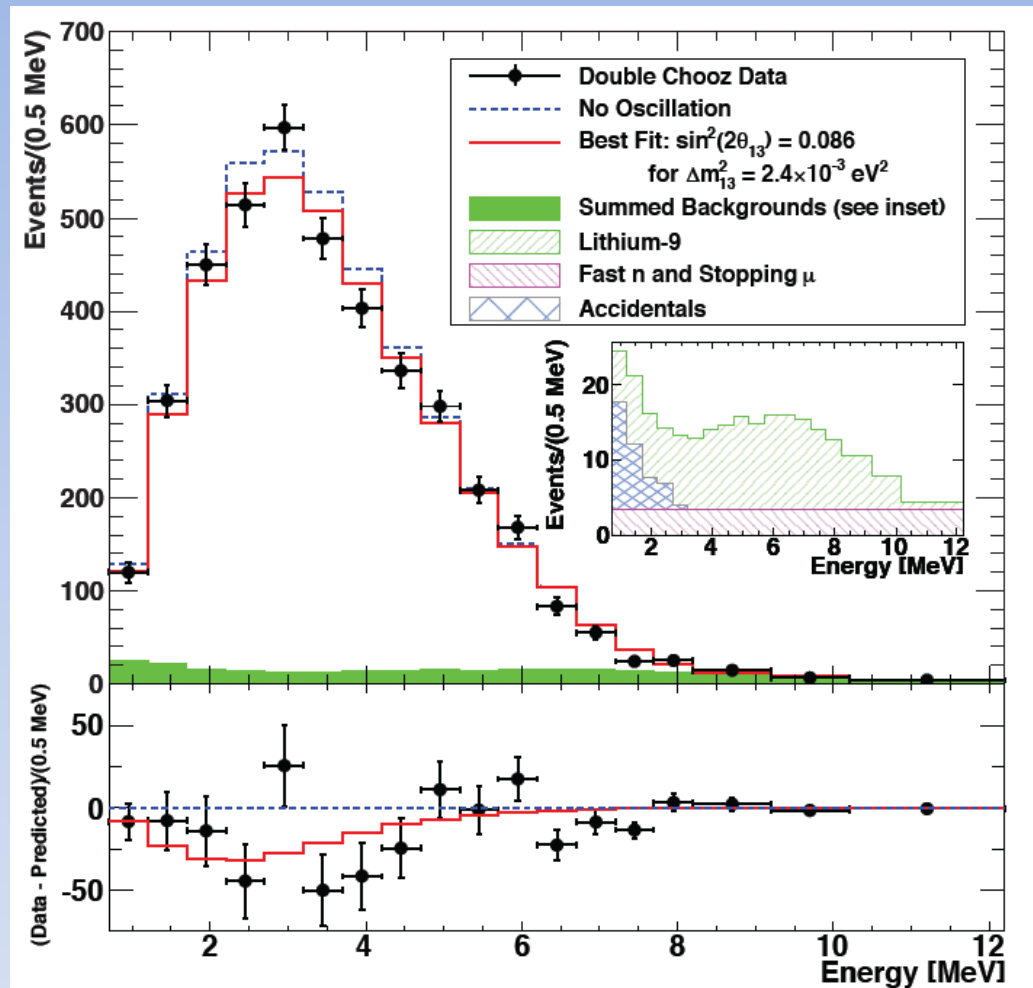 Events/(0.5 MeV)
700
600
500
400
300
200
100
0
Double Chooz Data
No Oscillation
Best Fit: sin²(2θ₁₃) = 0.086
for Δm²₁₃ = 2.4×10⁻³ eV²
Summed Backgrounds (see inset)
Lithium-9
Fast n and Stopping μ
Accidentals
Events/(0.5 MeV)
20
10
0
2 4 6 8 10 12
Energy [MeV]
(Data - Predicted)/(0.5 MeV)
50
0
-50
2 4 6 8 10 12
Energy [MeV]